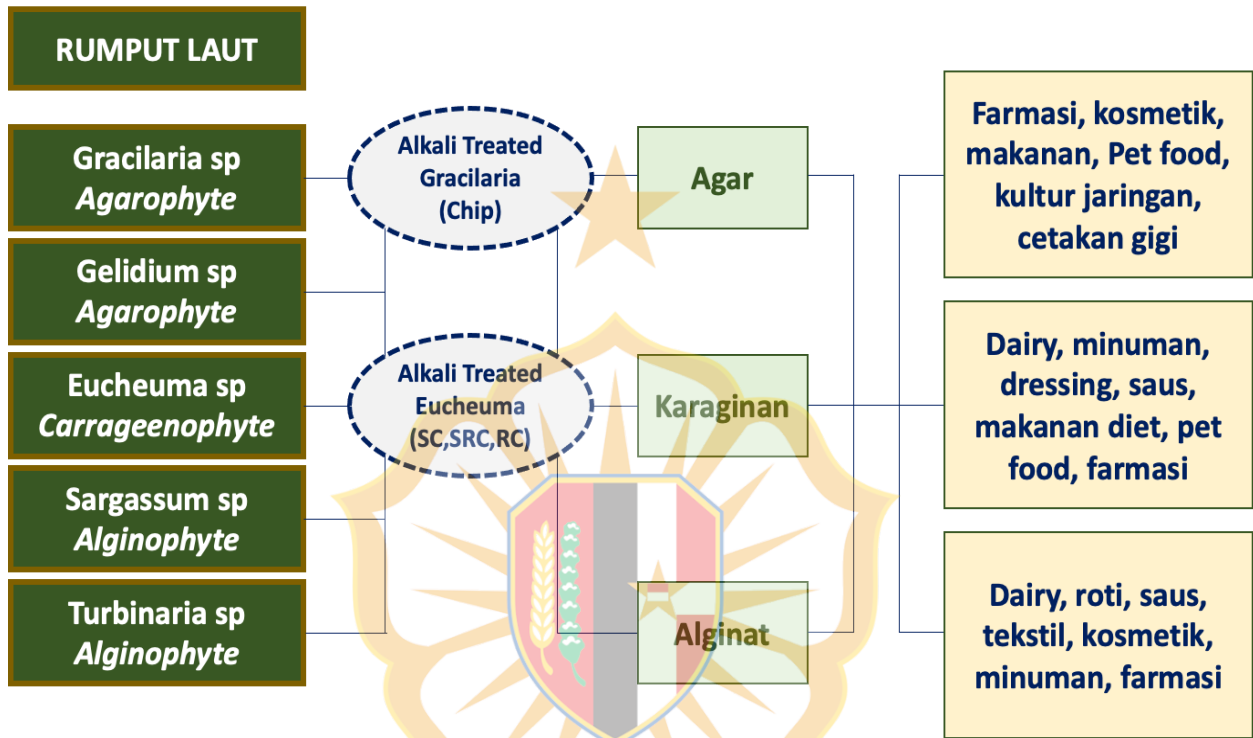 RUMPUT LAUT
Gracilaria sp
Agarophyte
Gelidium sp
Agarophyte
Eucheuma sp
Carrageenophyte
Sargassum sp
Alginophyte
Turbinaria sp
Alginophyte
Alkali Treated
Gracilaria
(Chip)
Alkali Treated
Eucheuma
(SC,SRC,RC)
Agar
Karaginan
Alginat
Farmasi, kosmetik,
makanan, Pet food,
kultur jaringan,
cetakan gigi
Dairy, minuman,
dressing, saus,
makanan diet, pet
food, farmasi
Dairy, roti, saus,
tekstil, kosmetik,
minuman, farmasi